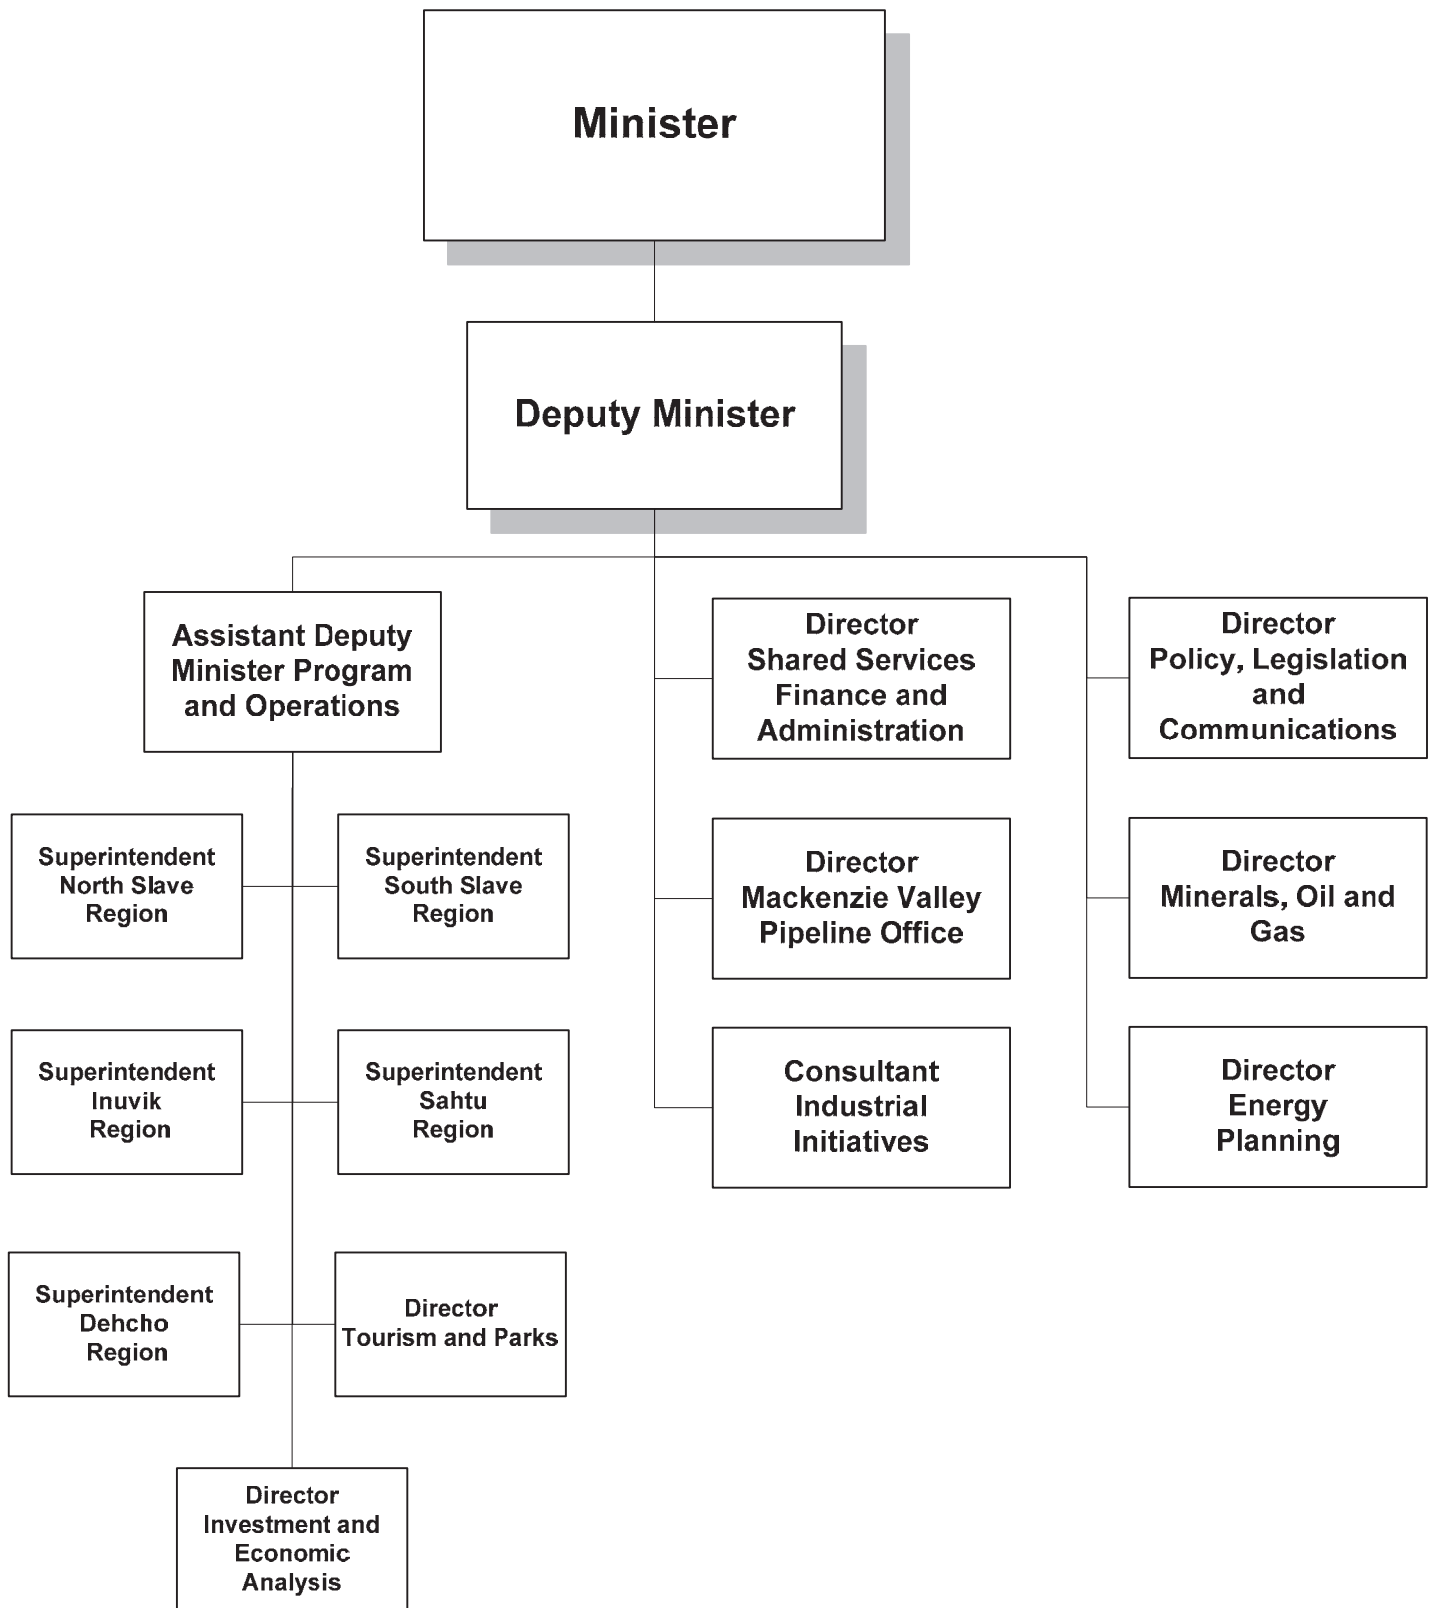 Minister
Deputy Minister
Assistant Deputy
Minister Program
and Operations
Director
Shared Services
Finance and
Administration
Director
Policy, Legislation
and
Communications
Superintendent
North Slave
Region
Superintendent
South Slave
Region
Director
Mackenzie Valley
Pipeline Office
Director
Minerals, Oil and
Gas
Superintendent
Inuvik
Region
Superintendent
Sahtu
Region
Consultant
Industrial
Initiatives
Director
Energy
Planning
Superintendent
Dehcho
Region
Director
Tourism and Parks
Director
Investment and
Economic
Analysis